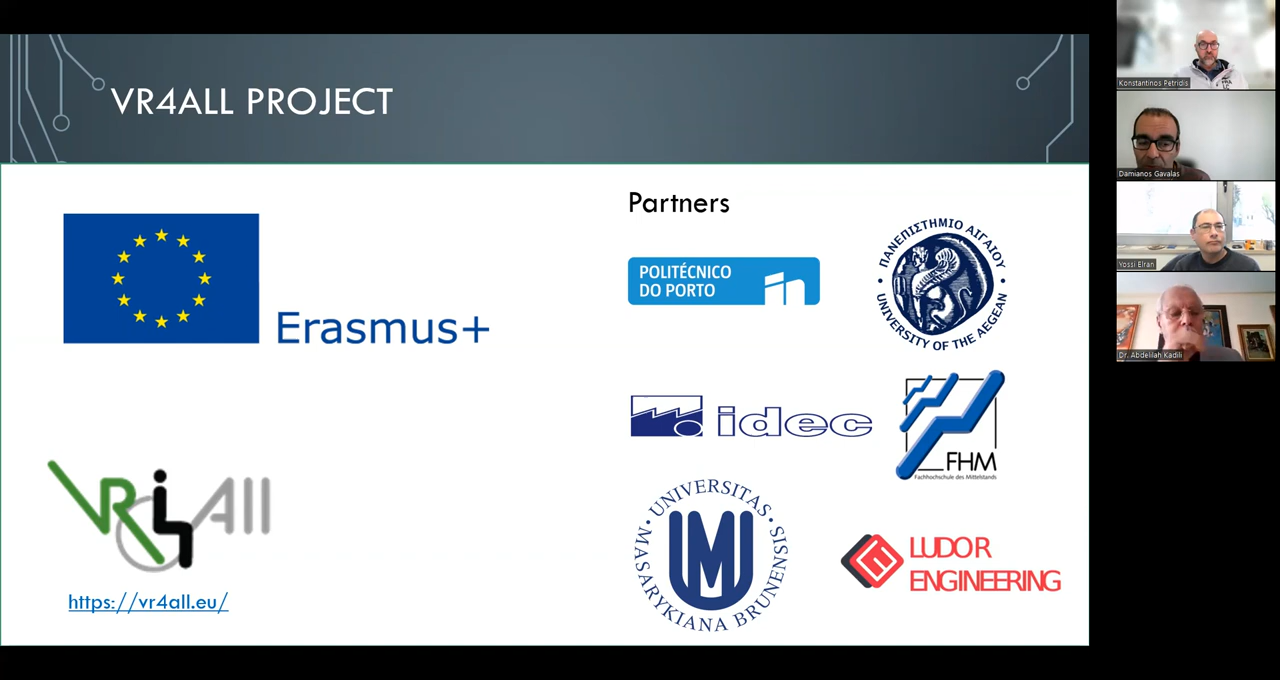 VR4ALL PROJECT
Erasmus+
VR4All
https://vr4all.eu/
Partners
POLITÉCNICO
DO PORTO
ΠΑΝΕΠΙΣΤΗΜΙΟ ΑΙΓΑΙΟΥ
UNIVERSITY OF THE AEGEAN
idec
FHM
Fachhochschule des Mittelstands
UNIVERSITAS
MASARYKIANA BRUNENSIS
LUDOR
ENGINEERING
Konstantinos Petridis
Damianos Gavalas
Yossi Elran
Dr. Abdelilah Kadili